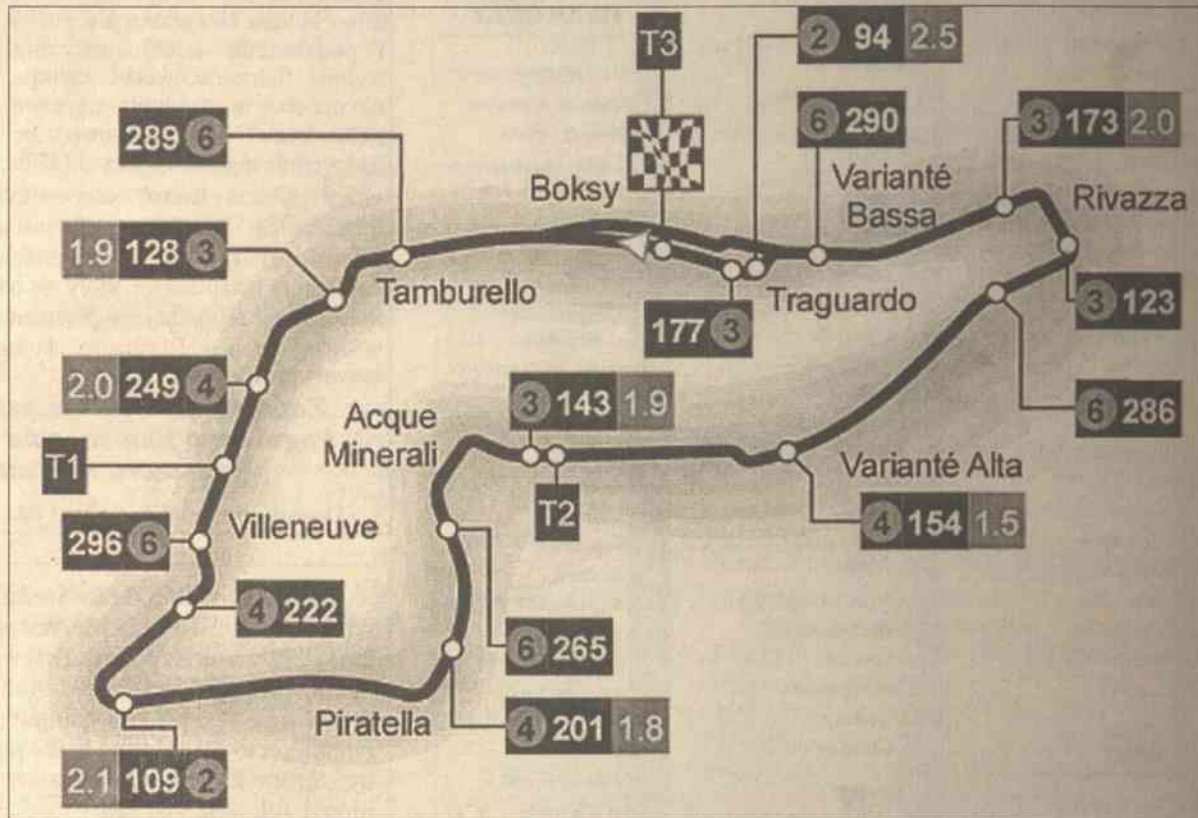 T3
2 94 2.5
289 6
6 290
3 173 2.0
Boksy
Varianté
Bassa
Rivazza
1.9 128 3
Tamburello
Traguardo
3 123
177 3
2.0 249 4
3 143 1.9
6 286
Acque
Minerali
T1
T2
Varianté Alta
4 154 1.5
296 6
Villeneuve
4 222
6 265
Piratella
4 201 1.8
2.1 109 2